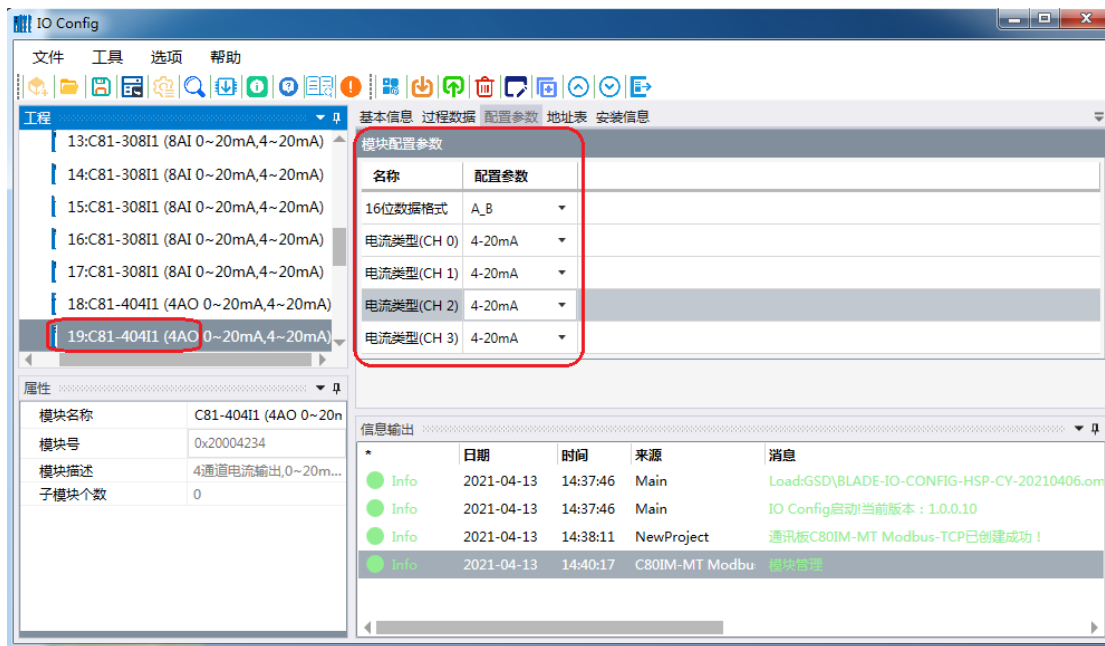 IO Config
文件 工具 选项 帮助
工程
13:C81-308I1 (8AI 0~20mA,4~20mA)
14:C81-308I1 (8AI 0~20mA,4~20mA)
15:C81-308I1 (8AI 0~20mA,4~20mA)
16:C81-308I1 (8AI 0~20mA,4~20mA)
17:C81-308I1 (8AI 0~20mA,4~20mA)
18:C81-404I1 (4AO 0~20mA,4~20mA)
19:C81-404I1 (4AO 0~20mA,4~20mA)
基本信息 过程数据 配置参数 地址表 安装信息
模块配置参数
名称 配置参数
16位数据格式 A_B
电流类型(CH 0) 4-20mA
电流类型(CH 1) 4-20mA
电流类型(CH 2) 4-20mA
电流类型(CH 3) 4-20mA
属性
模块名称 C81-404I1 (4AO 0~20m
模块号 0x20004234
模块描述 4通道电流输出,0~20m...
子模块个数 0
信息输出
* 日期 时间 来源 消息
Info 2021-04-13 14:37:46 Main Load:GSD\BLADE-IO-CONFIG-HSP-CY-20210406.om
Info 2021-04-13 14:37:46 Main IO Config启动!当前版本：1.0.0.10
Info 2021-04-13 14:38:11 NewProject 通讯板C80IM-MT Modbus-TCP已创建成功！
Info 2021-04-13 14:40:17 C80IM-MT Modbu 模块管理